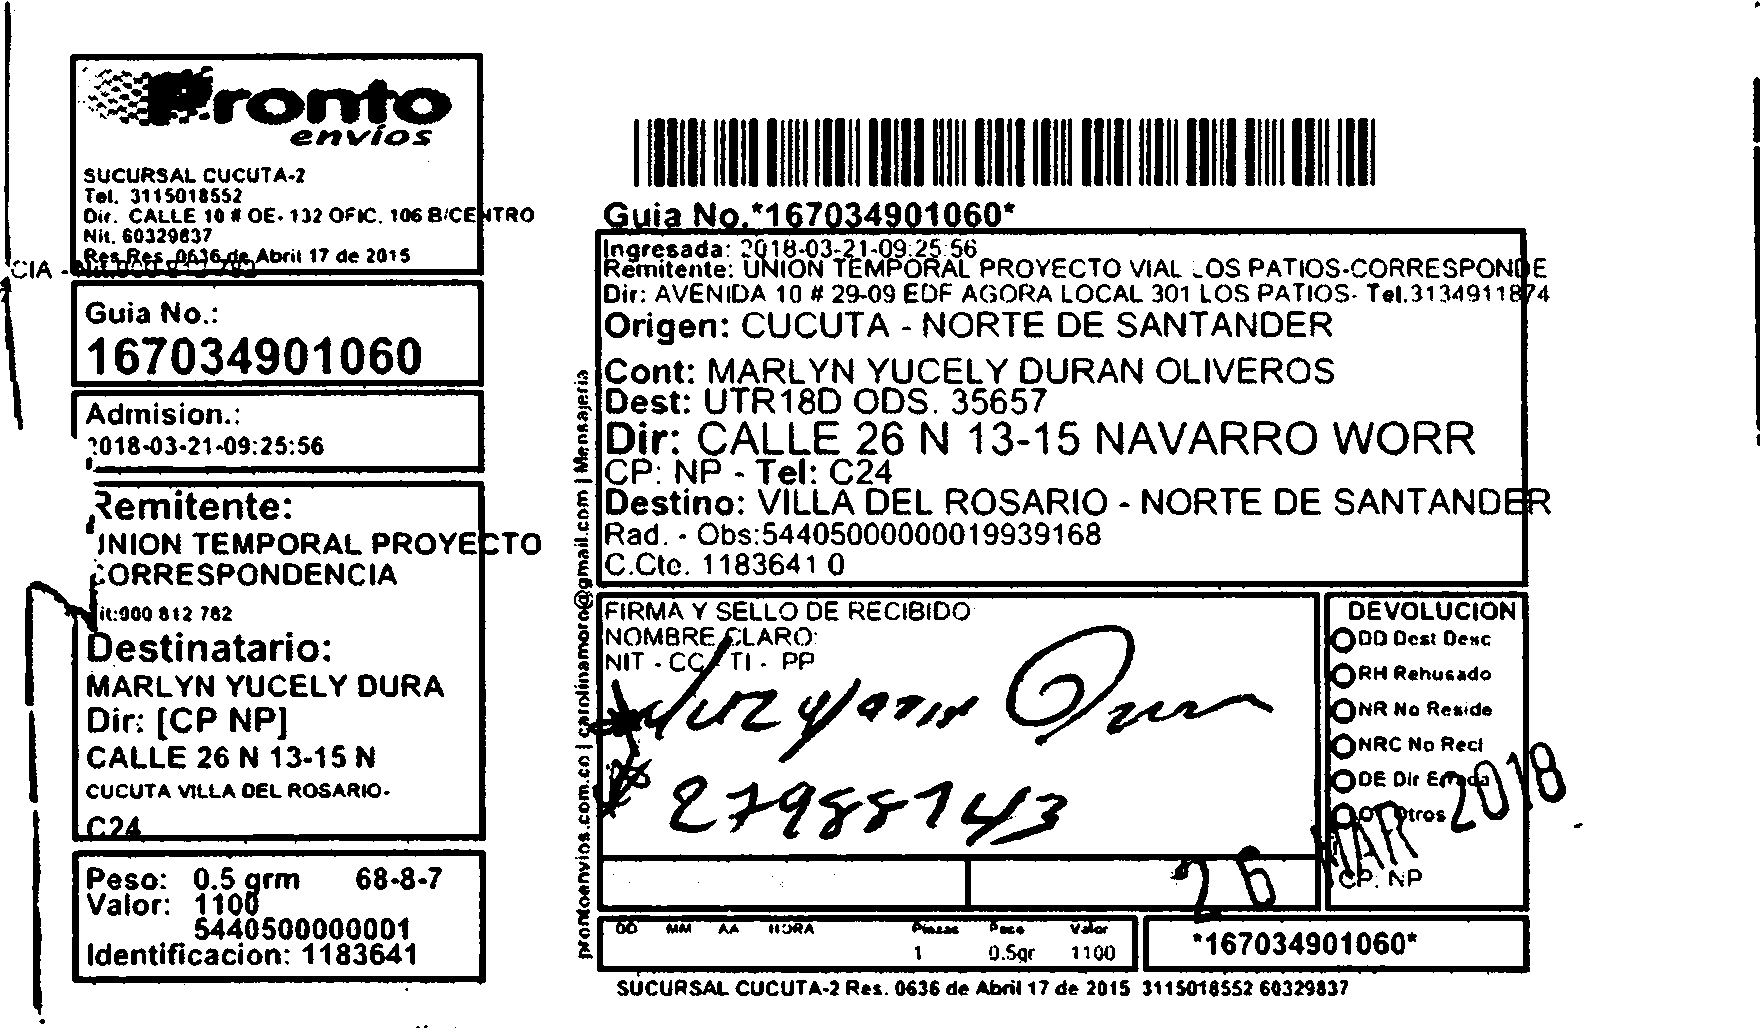 Pronto
envíos
SUCURSAL CUCUTA-2
Tel. 3115018552
Dir. CALLE 10 # OE- 132 OFIC. 106 B/CENTRO
Nit. 60329837
Res Res 0636 de Abril 17 de 2015
CIA -
Guia No.:
167034901060
Admision.:
2018-03-21-09:25:56
Remitente:
UNION TEMPORAL PROYECTO
CORRESPONDENCIA
Nit:900 812 782
Destinatario:
MARLYN YUCELY DURA
Dir: [CP NP]
CALLE 26 N 13-15 N
CUCUTA VILLA DEL ROSARIO-
C24
Peso: 0.5 grm 68-8-7
Valor: 1100
5440500000001
Identificacion: 1183641
prontoenvios.com.co | carolinamoro@gmail.com | Mensajeria
Guia No.*167034901060*
Ingresada: 2018-03-21-09:25:56
Remitente: UNION TEMPORAL PROYECTO VIAL LOS PATIOS-CORRESPONDE
Dir: AVENIDA 10 # 29-09 EDF AGORA LOCAL 301 LOS PATIOS- Tel.3134911874
Origen: CUCUTA - NORTE DE SANTANDER
Cont: MARLYN YUCELY DURAN OLIVEROS
Dest: UTR18D ODS. 35657
Dir: CALLE 26 N 13-15 NAVARRO WORR
CP: NP - Tel: C24
Destino: VILLA DEL ROSARIO - NORTE DE SANTANDER
Rad. - Obs:54405000000019939168
C.Cto. 1183641 0
FIRMA Y SELLO DE RECIBIDO
NOMBRE CLARO:
NIT - CC - TI - PP
27988143
DEVOLUCION
DD Dest Desc
RH Rehusado
NR No Reside
NRC No Recl
DE Dir Errada
OT Otros
CP. NP
26 MAR 2018
DD MM AA HORA Piezas Peso Valor
1 0.5gr 1100
*167034901060*
SUCURSAL CUCUTA-2 Res. 0636 de Abril 17 de 2015 3115018552 60329837